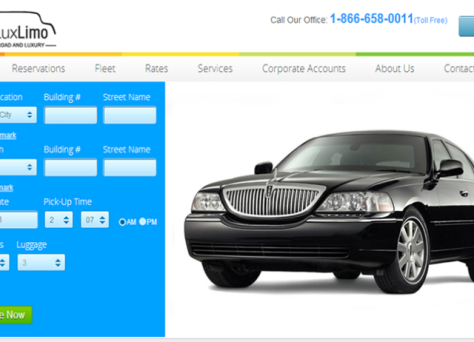 LuxLimo
ROAD AND LUXURY
Call Our Office: 1-866-658-0011 (Toll Free)
Reservations Fleet Rates Services Corporate Accounts About Us Contact
cation Building # Street Name
City
mark
n Building # Street Name
mark
ate Pick-Up Time
2 07 AM PM
s Luggage
3
e Now